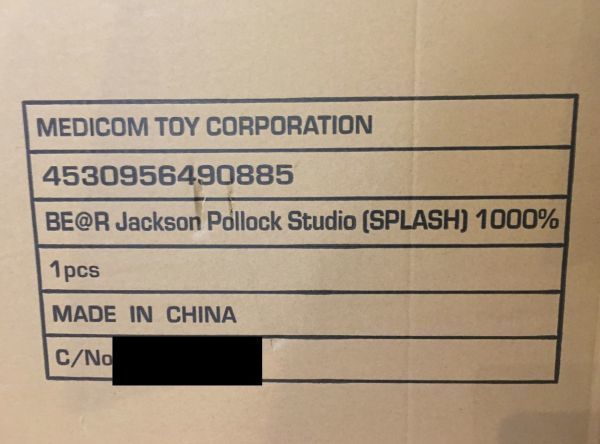 MEDICOM TOY CORPORATION
4530956490885
BE@R Jackson Pollock Studio (SPLASH) 1000%
1pcs
MADE IN CHINA
C/No